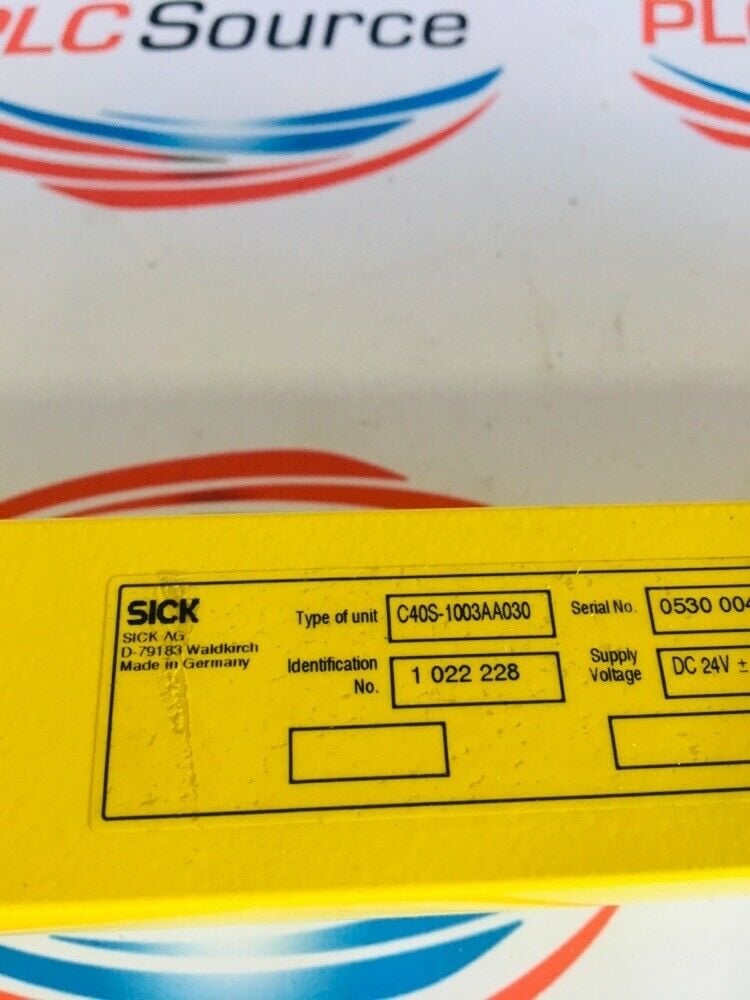 PLC Source
PLC
SICK
SICK AG
D-79183 Waldkirch
Made in Germany
Type of unit C40S-1003AA030 Serial No. 0530 004
Identification No. 1 022 228 Supply Voltage DC 24V ±